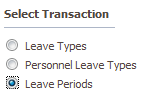 Select Transaction
Leave Types
Personnel Leave Types
Leave Periods